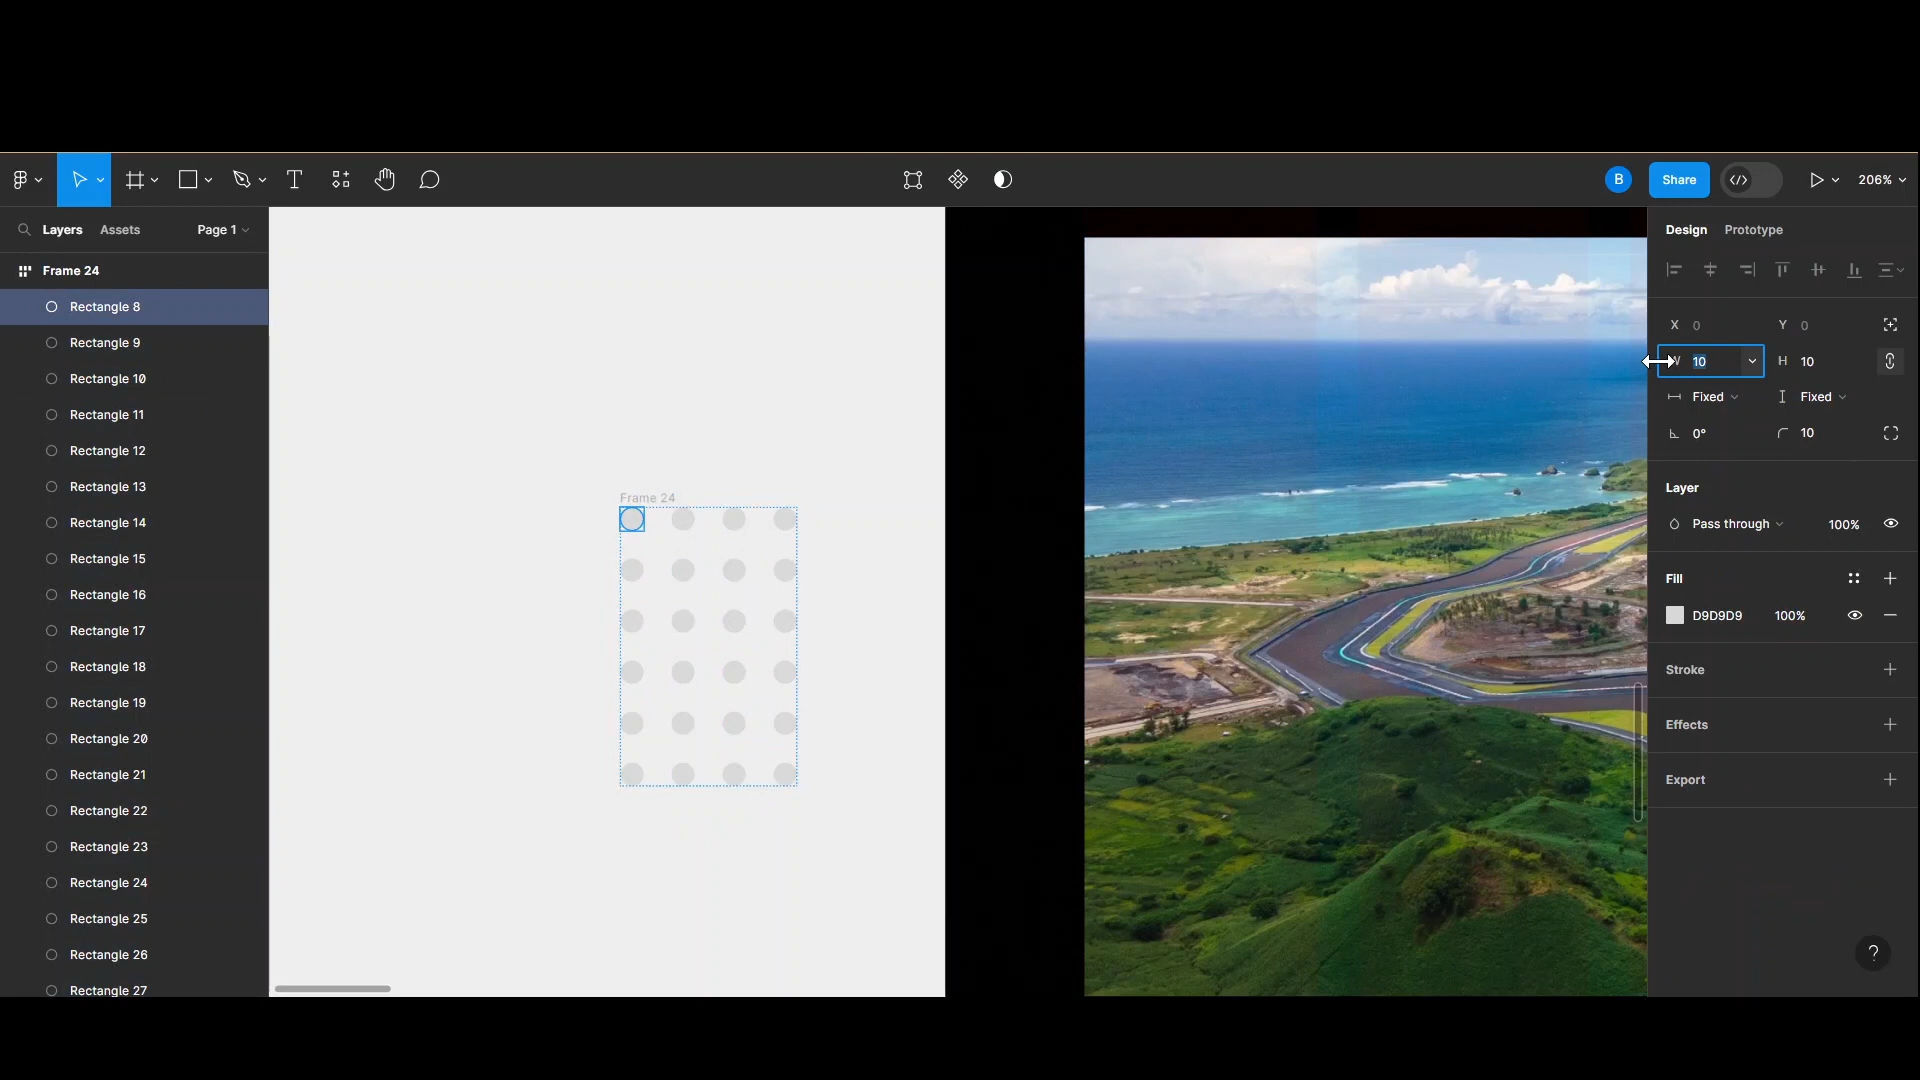 B
Share
206%
Layers
Assets
Page 1
Design
Prototype
Frame 24
Rectangle 8
Rectangle 9
Rectangle 10
Rectangle 11
Rectangle 12
Rectangle 13
Rectangle 14
Rectangle 15
Rectangle 16
Rectangle 17
Rectangle 18
Rectangle 19
Rectangle 20
Rectangle 21
Rectangle 22
Rectangle 23
Rectangle 24
Rectangle 25
Rectangle 26
Rectangle 27
Frame 24
X 0 Y 0
W 10 H 10
Fixed Fixed
0° 10
Layer
Pass through 100%
Fill
D9D9D9 100%
Stroke
Effects
Export
?